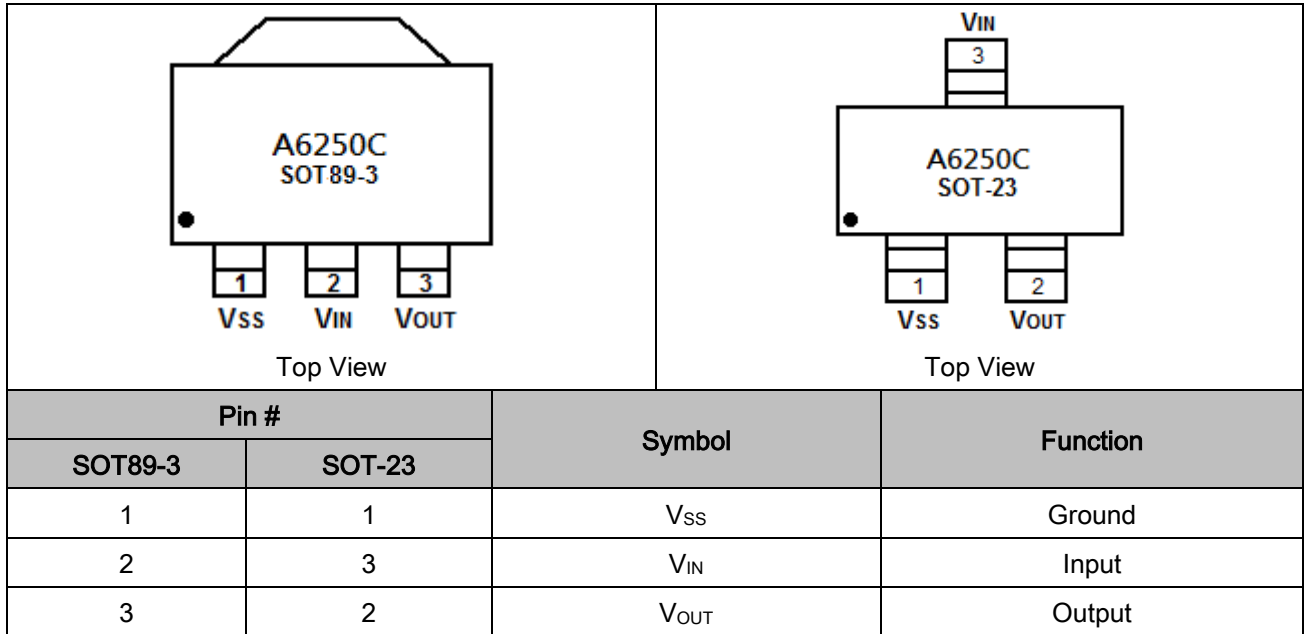 A6250C
SOT89-3
1 2 3
VSS VIN VOUT
Top View
VIN
3
A6250C
SOT-23
1 2
VSS VOUT
Top View
Pin # Symbol Function
SOT89-3 SOT-23
1 1 VSS Ground
2 3 VIN Input
3 2 VOUT Output